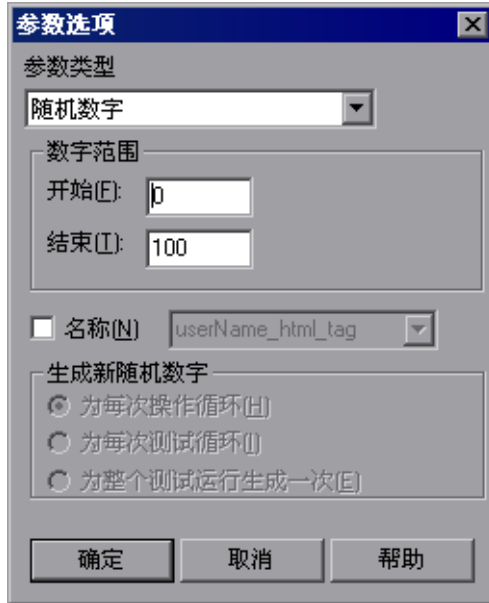 参数选项
参数类型
随机数字
数字范围
开始(F): 0
结束(T): 100
名称(N) userName_html_tag
生成新随机数字
为每次操作循环(H)
为每次测试循环(I)
为整个测试运行生成一次(E)
确定 取消 帮助